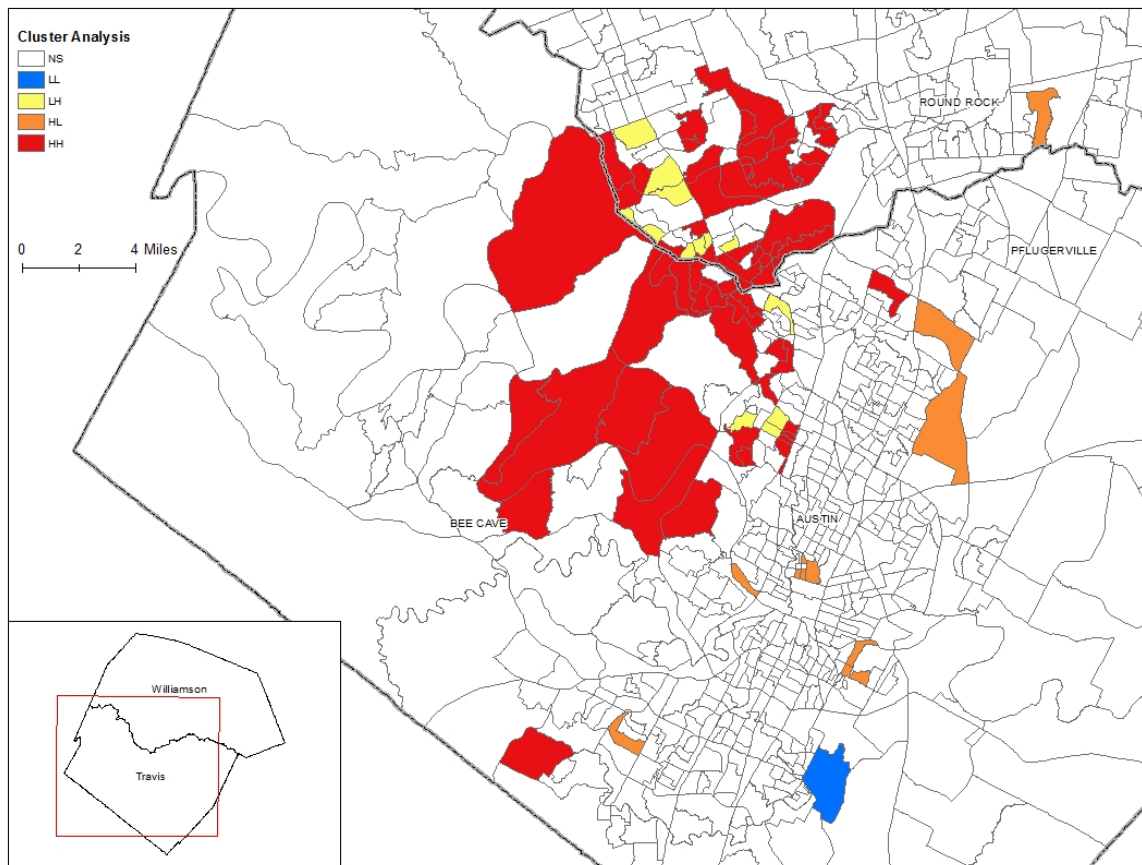 Cluster Analysis
NS
LL
LH
HL
HH
ROUND ROCK
0 2 4 Miles
PFLUGERVILLE
BEE CAVE
AUSTIN
Williamson
Travis